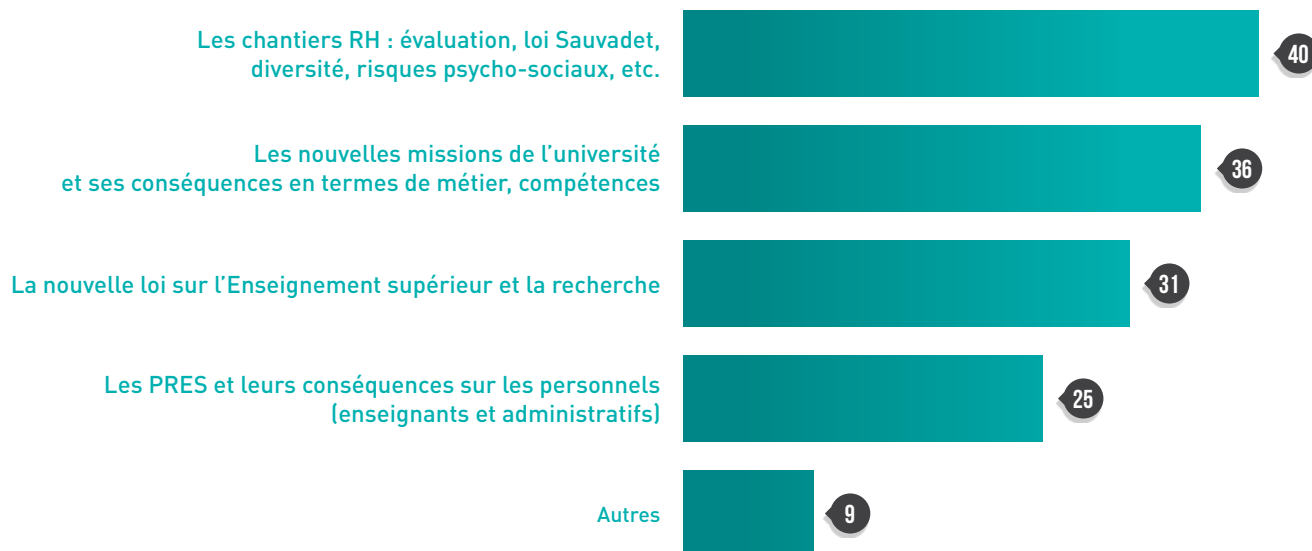 Les chantiers RH : évaluation, loi Sauvadet,
diversité, risques psycho-sociaux, etc.
40
Les nouvelles missions de l’université
et ses conséquences en termes de métier, compétences
36
La nouvelle loi sur l’Enseignement supérieur et la recherche
31
Les PRES et leurs conséquences sur les personnels
(enseignants et administratifs)
25
Autres
9